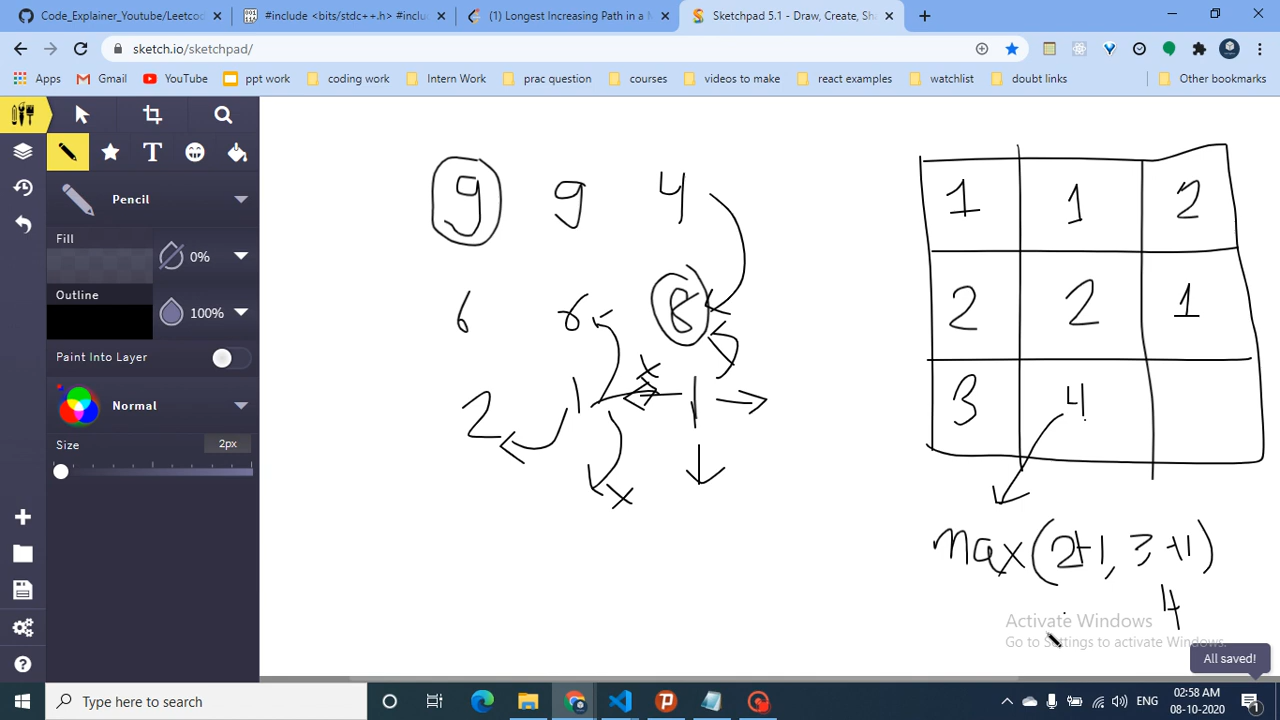 Code_Explainer_Youtube/Leetcod
#include <bits/stdc++.h> #includ
(1) Longest Increasing Path in a M
Sketchpad 5.1 - Draw, Create, Sha
sketch.io/sketchpad/
Apps Gmail YouTube ppt work coding work Intern Work prac question courses videos to make react examples watchlist doubt links Other bookmarks
Pencil
Fill
0%
Outline
100%
Paint Into Layer
Normal
Size
2px
9 9 4
6 6 8
2 1 1
x
x
1 1 2
2 2 1
3 4
max(2+1, 3+1)
4
Activate Windows
Go to Settings to activate Windows.
All saved!
Type here to search
ENG
02:58 AM
08-10-2020